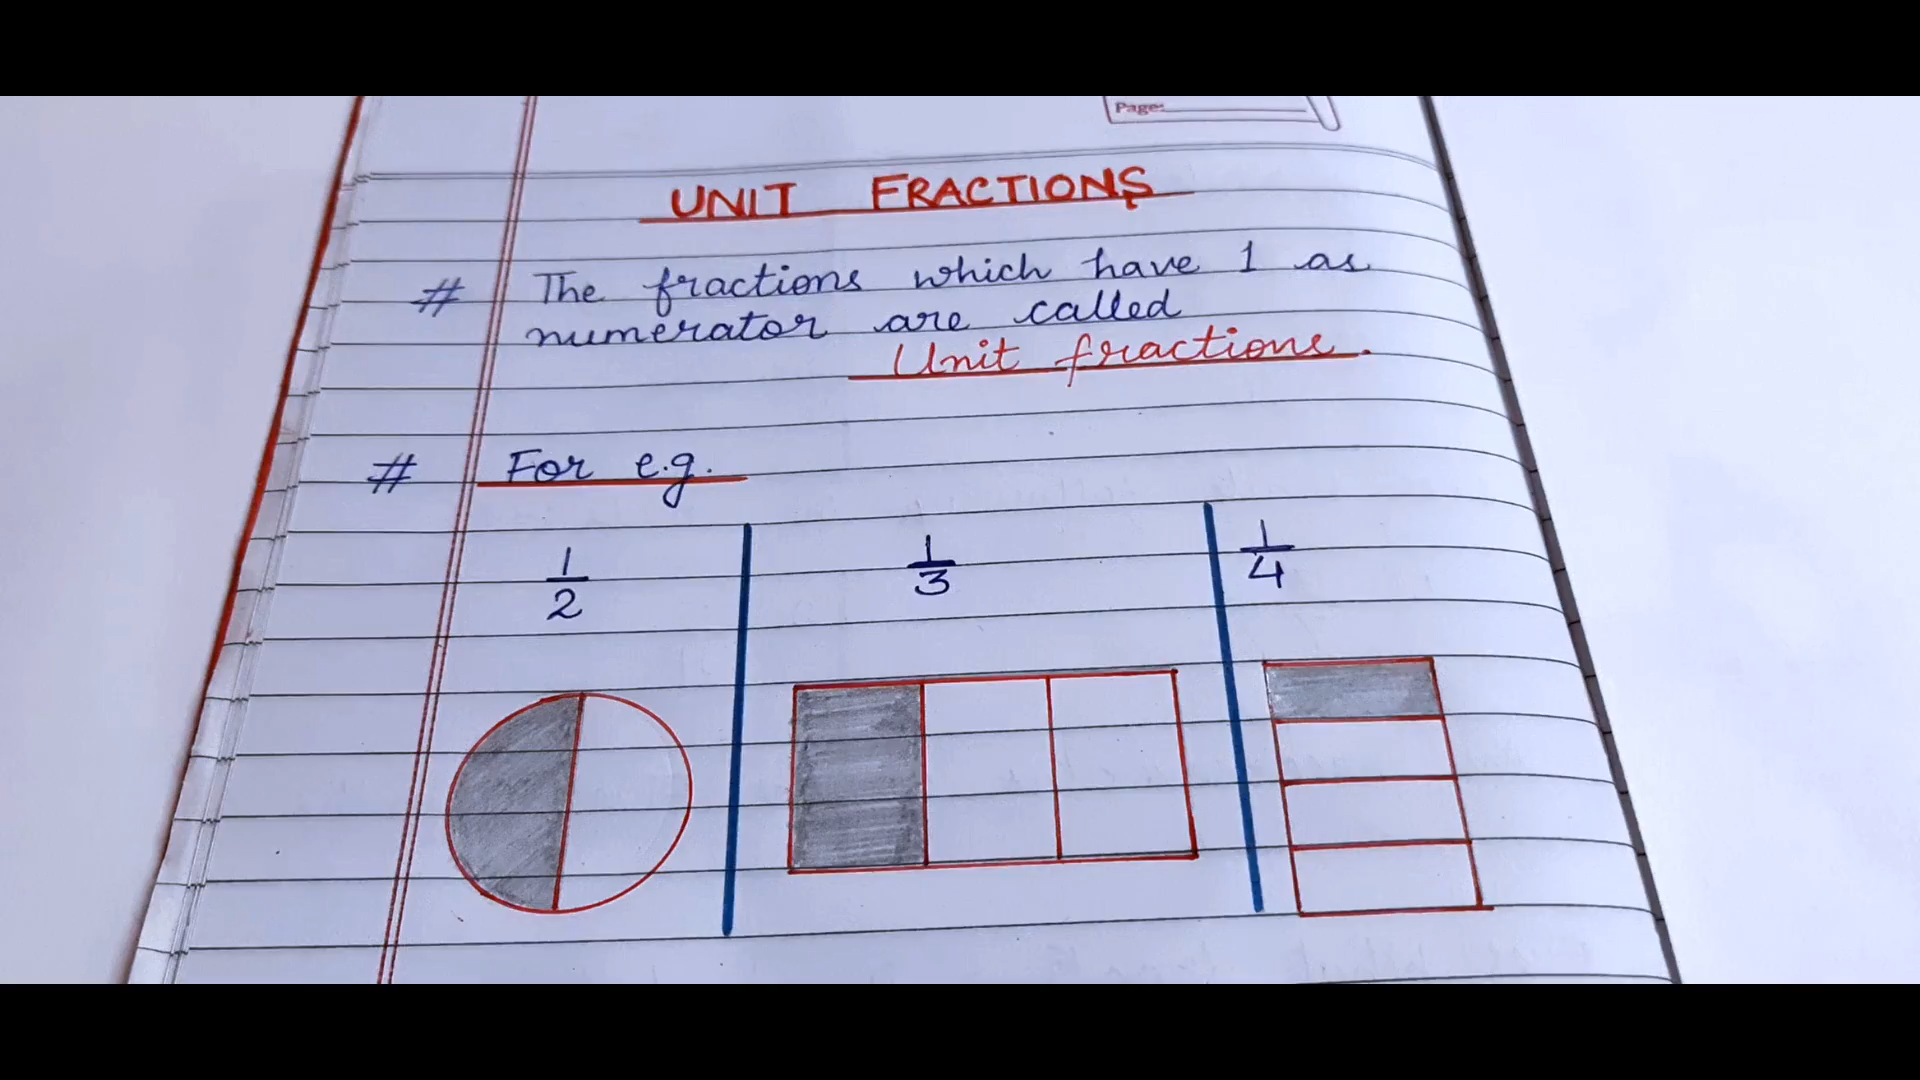 Page:
UNIT FRACTIONS
# The fractions which have 1 as
numerator are called
Unit fractions.
# For e.g.
1/2 1/3 1/4